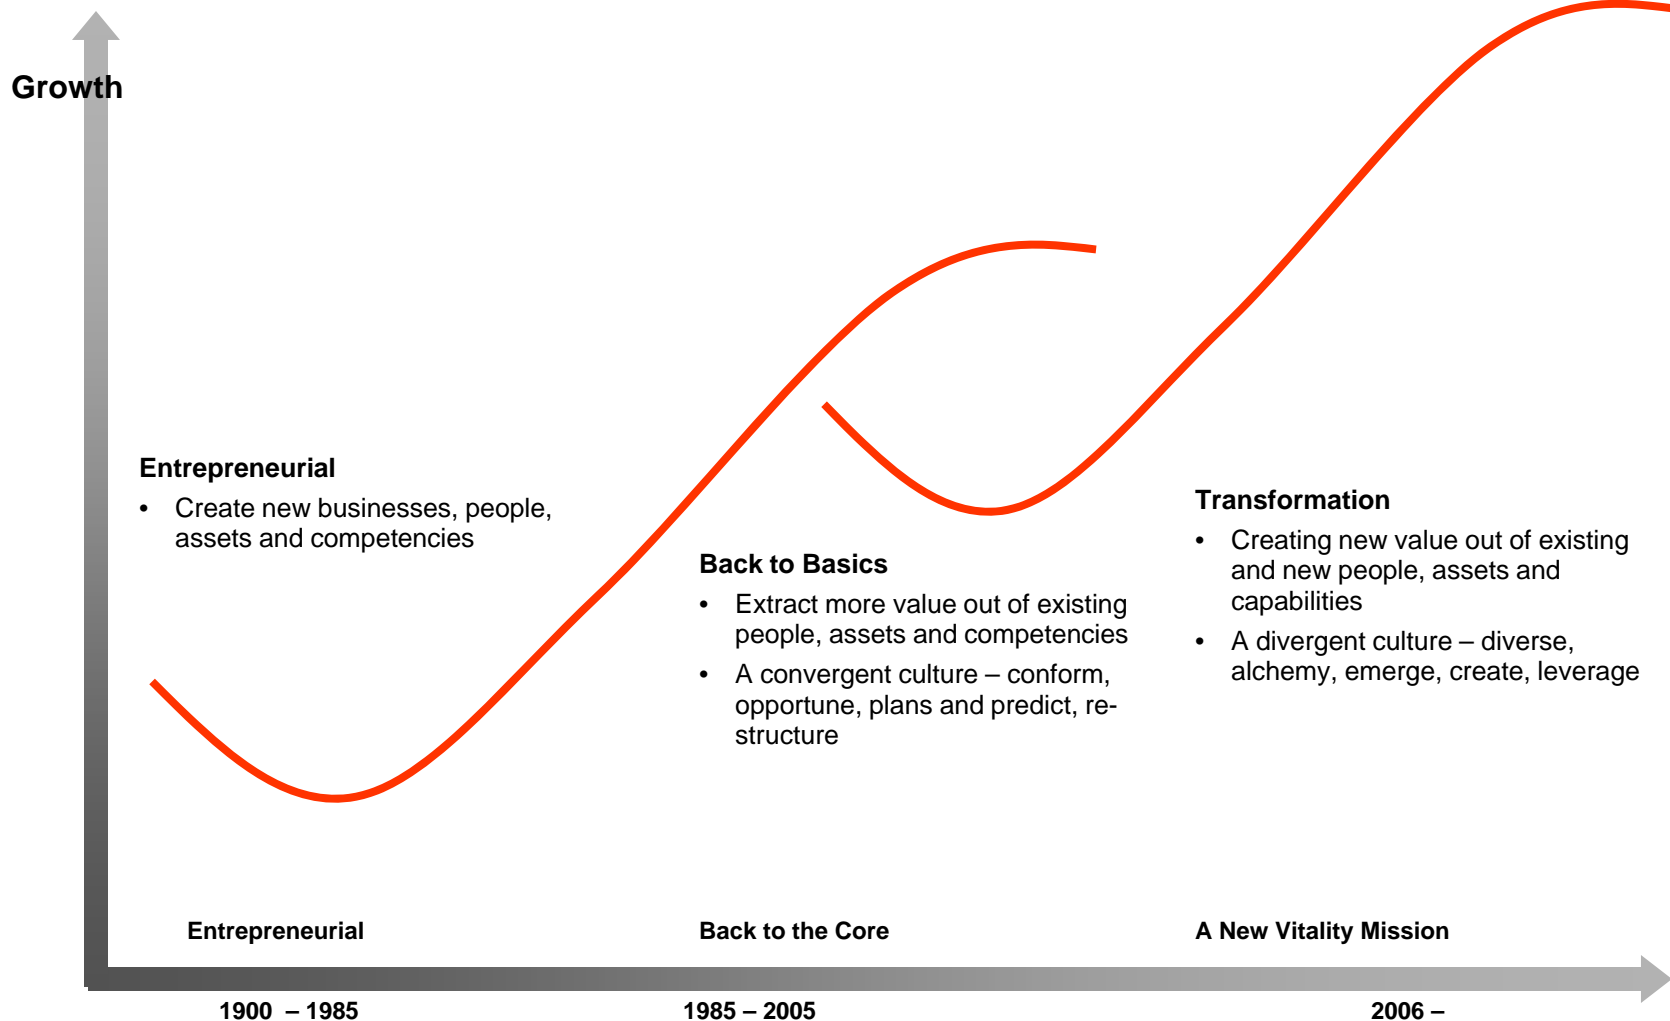 Growth
Entrepreneurial
• Create new businesses, people,
assets and competencies
Back to Basics
• Extract more value out of existing
people, assets and competencies
• A convergent culture – conform,
opportune, plans and predict, re-
structure
Transformation
• Creating new value out of existing
and new people, assets and
capabilities
• A divergent culture – diverse,
alchemy, emerge, create, leverage
Entrepreneurial
Back to the Core
A New Vitality Mission
1900 – 1985
1985 – 2005
2006 –